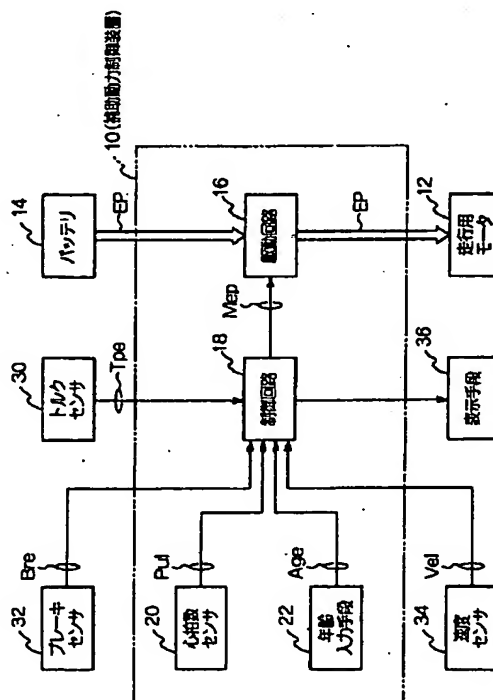 10(補助動力制御装置)
14
バッテリ
EP
16
駆動回路
EP
12
走行用
モータ
30
トルク
センサ
Tpe
18
制御回路
Mep
36
表示手段
32
ブレーキ
センサ
Bre
20
心拍数
センサ
Pul
22
年齢
入力手段
Age
34
速度
センサ
Vel